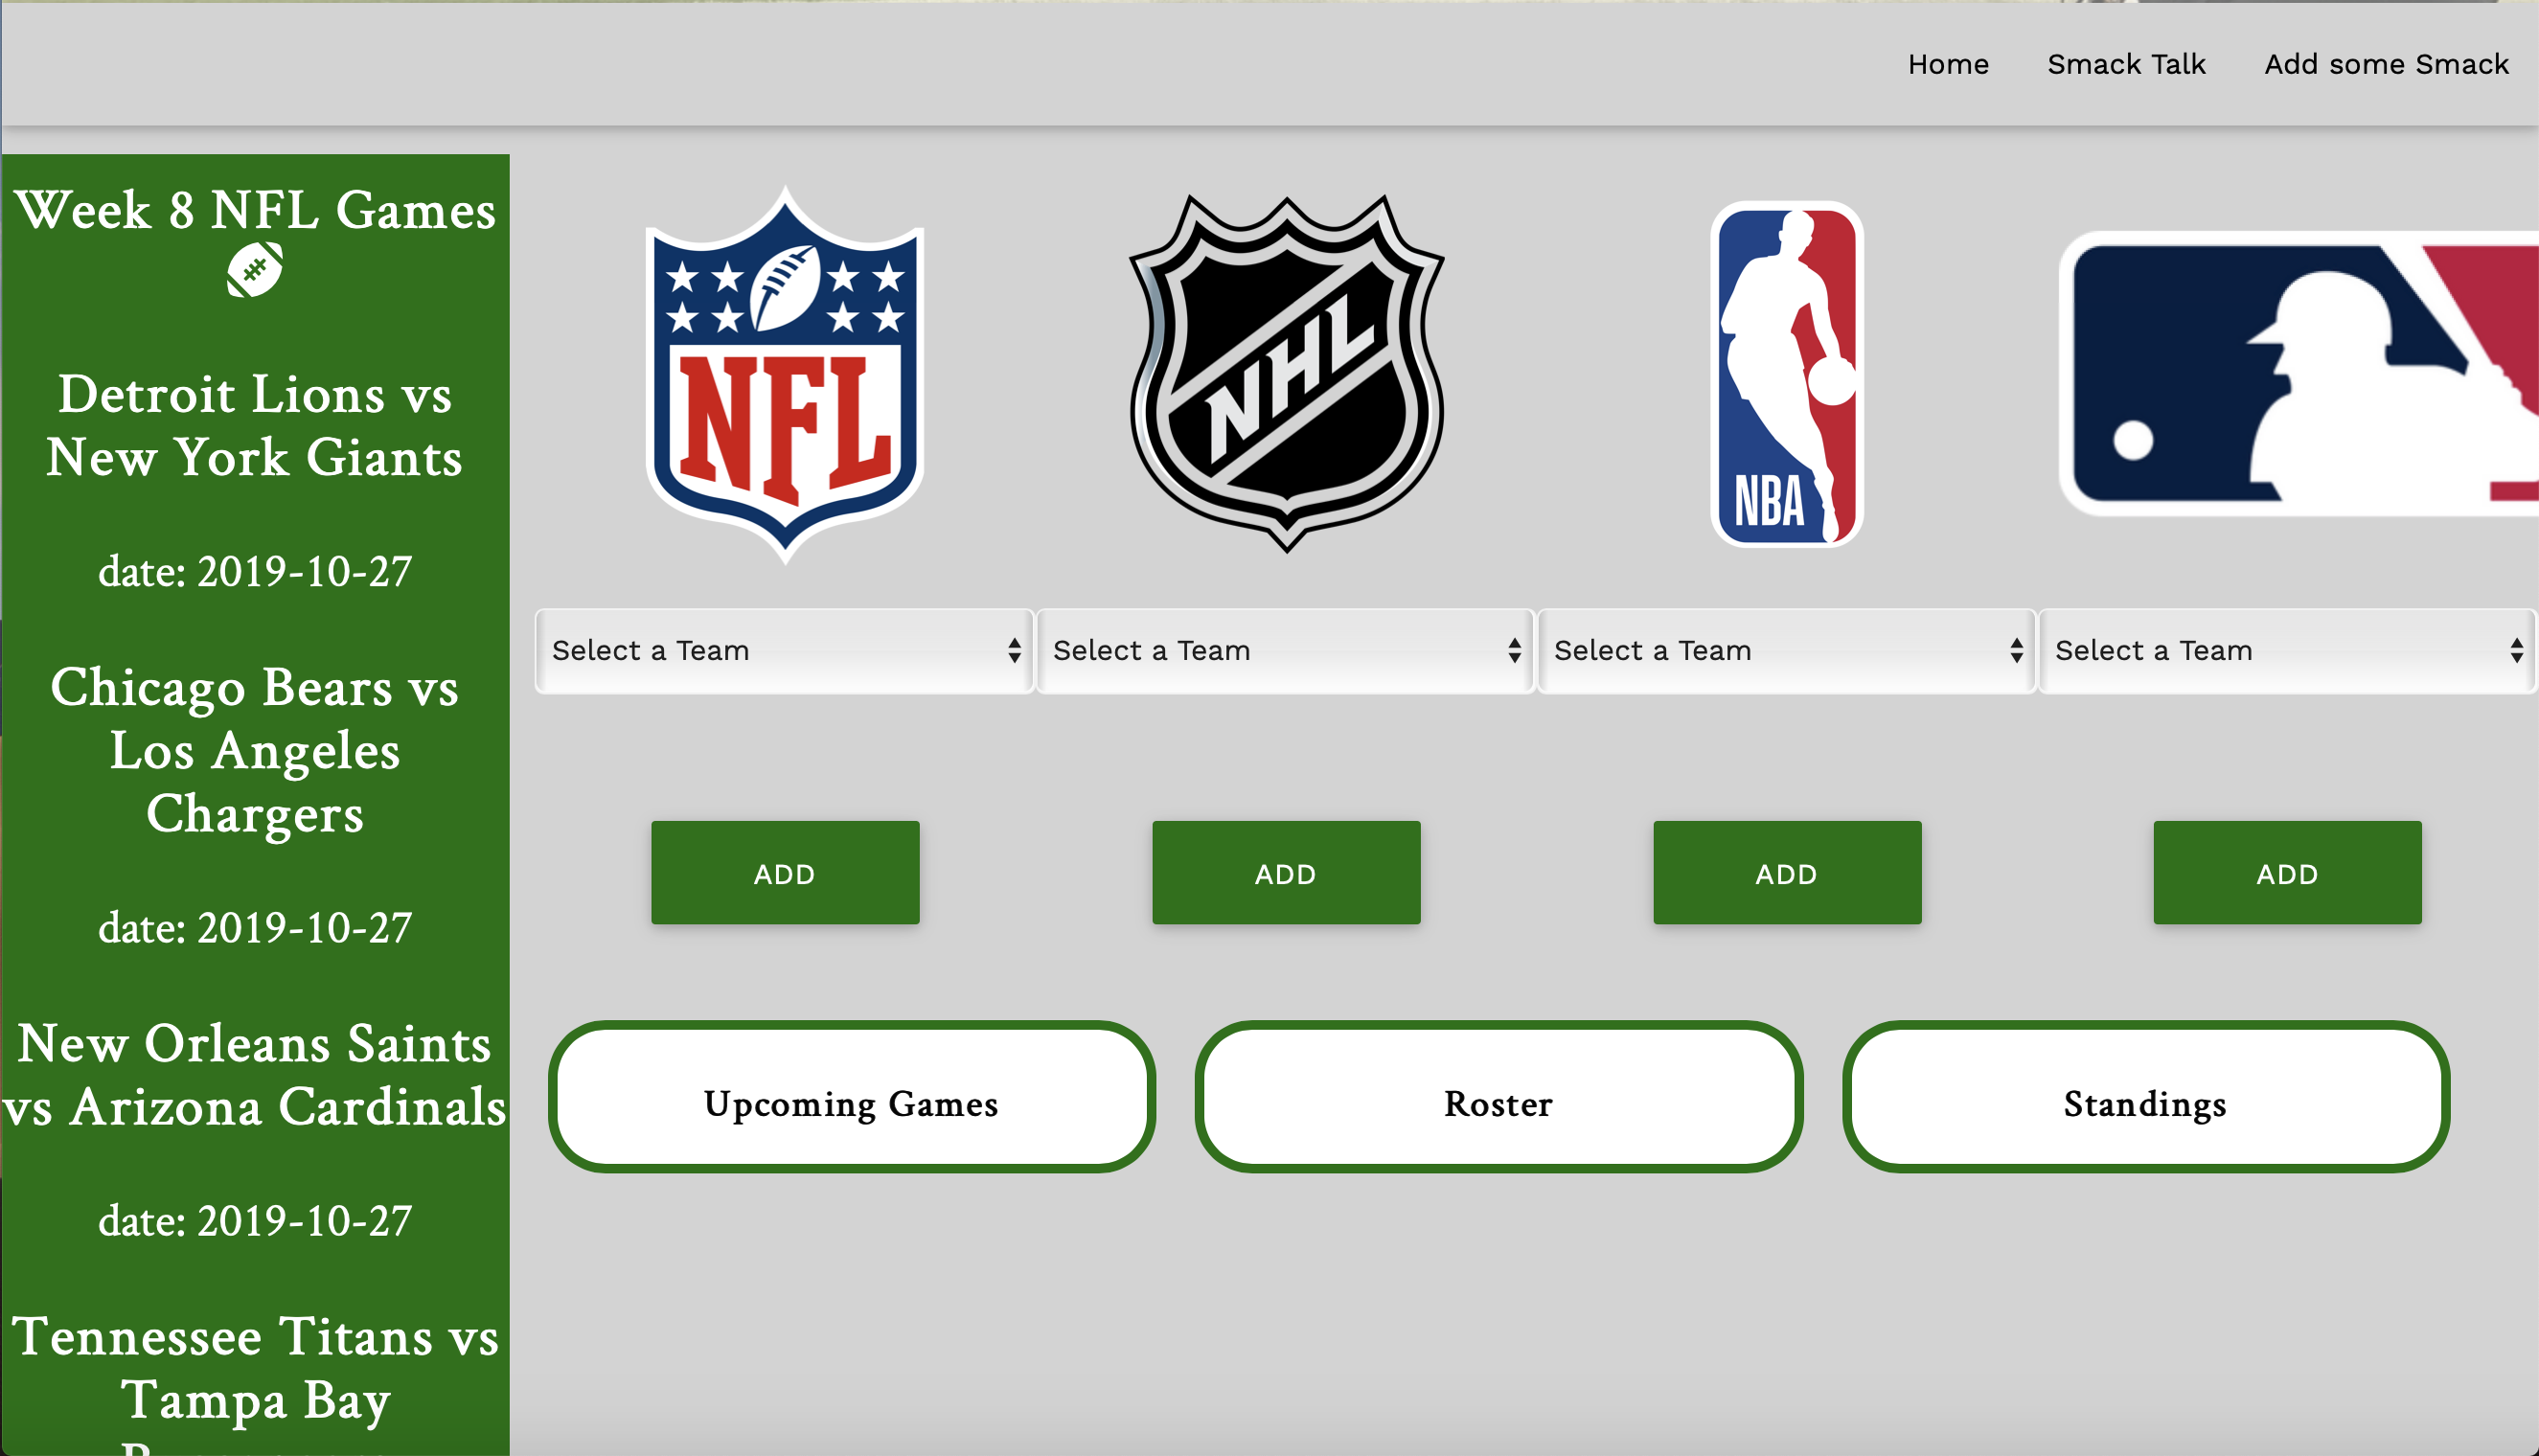 Home Smack Talk Add some Smack
Week 8 NFL Games
Detroit Lions vs
New York Giants
date: 2019-10-27
Chicago Bears vs
Los Angeles
Chargers
date: 2019-10-27
New Orleans Saints
vs Arizona Cardinals
date: 2019-10-27
Tennessee Titans vs
Tampa Bay
NFL
NHL
NBA
Select a Team Select a Team Select a Team Select a Team
ADD ADD ADD ADD
Upcoming Games Roster Standings